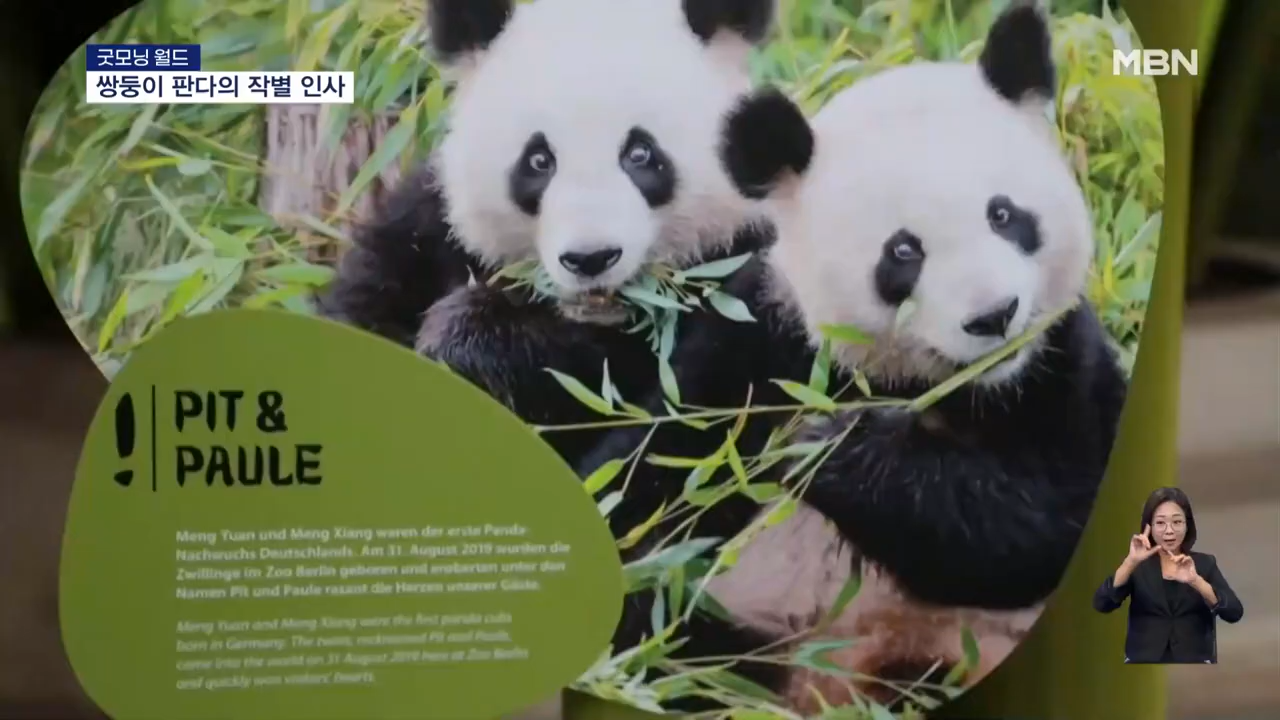 굿모닝 월드
쌍둥이 판다의 작별 인사
MBN
PIT &
PAULE
Meng Yuan und Meng Xiang waren der erste Panda-
Nachwuchs Deutschlands. Am 31. August 2019 wurden die
Zwillinge im Zoo Berlin geboren und eroberten unter den
Namen Pit und Paule rasant die Herzen unserer Gäste.
Meng Yuan and Meng Xiang were the first panda cubs
born in Germany. The twins, nicknamed Pit and Paule,
came into the world on 31 August 2019 here at Zoo Berlin
and quickly won visitors' hearts.